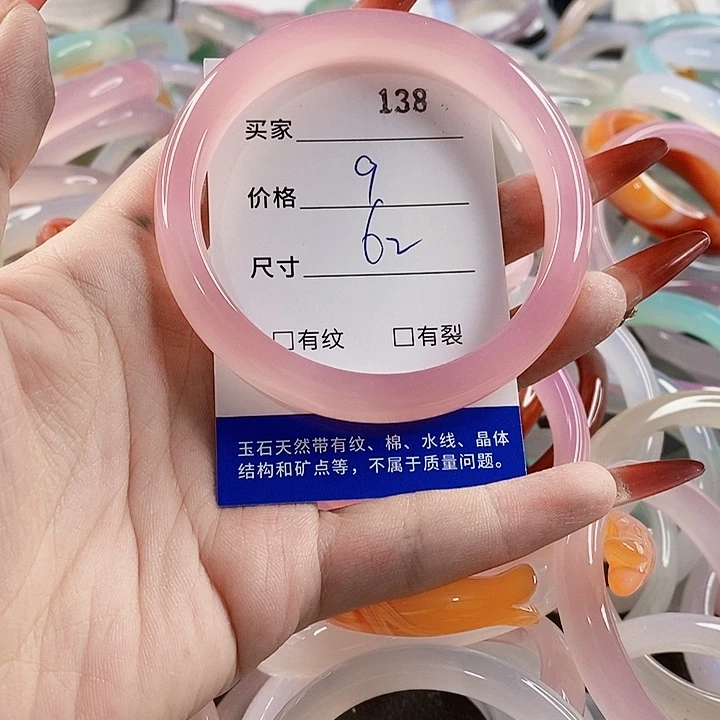 138
买家
价格 9
尺寸 62
□有纹 □有裂
玉石天然带有纹、棉、水线、晶体
结构和矿点等，不属于质量问题。